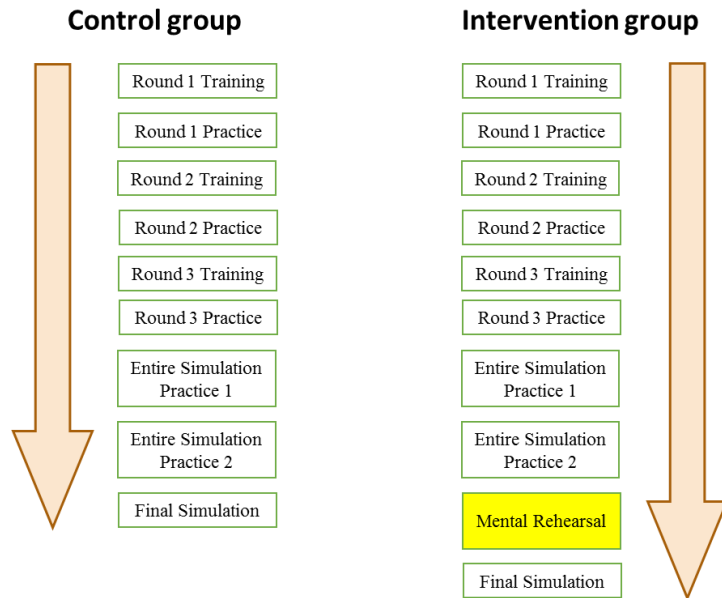 Control group
Round 1 Training
Round 1 Practice
Round 2 Training
Round 2 Practice
Round 3 Training
Round 3 Practice
Entire Simulation
Practice 1
Entire Simulation
Practice 2
Final Simulation
Intervention group
Round 1 Training
Round 1 Practice
Round 2 Training
Round 2 Practice
Round 3 Training
Round 3 Practice
Entire Simulation
Practice 1
Entire Simulation
Practice 2
Mental Rehearsal
Final Simulation